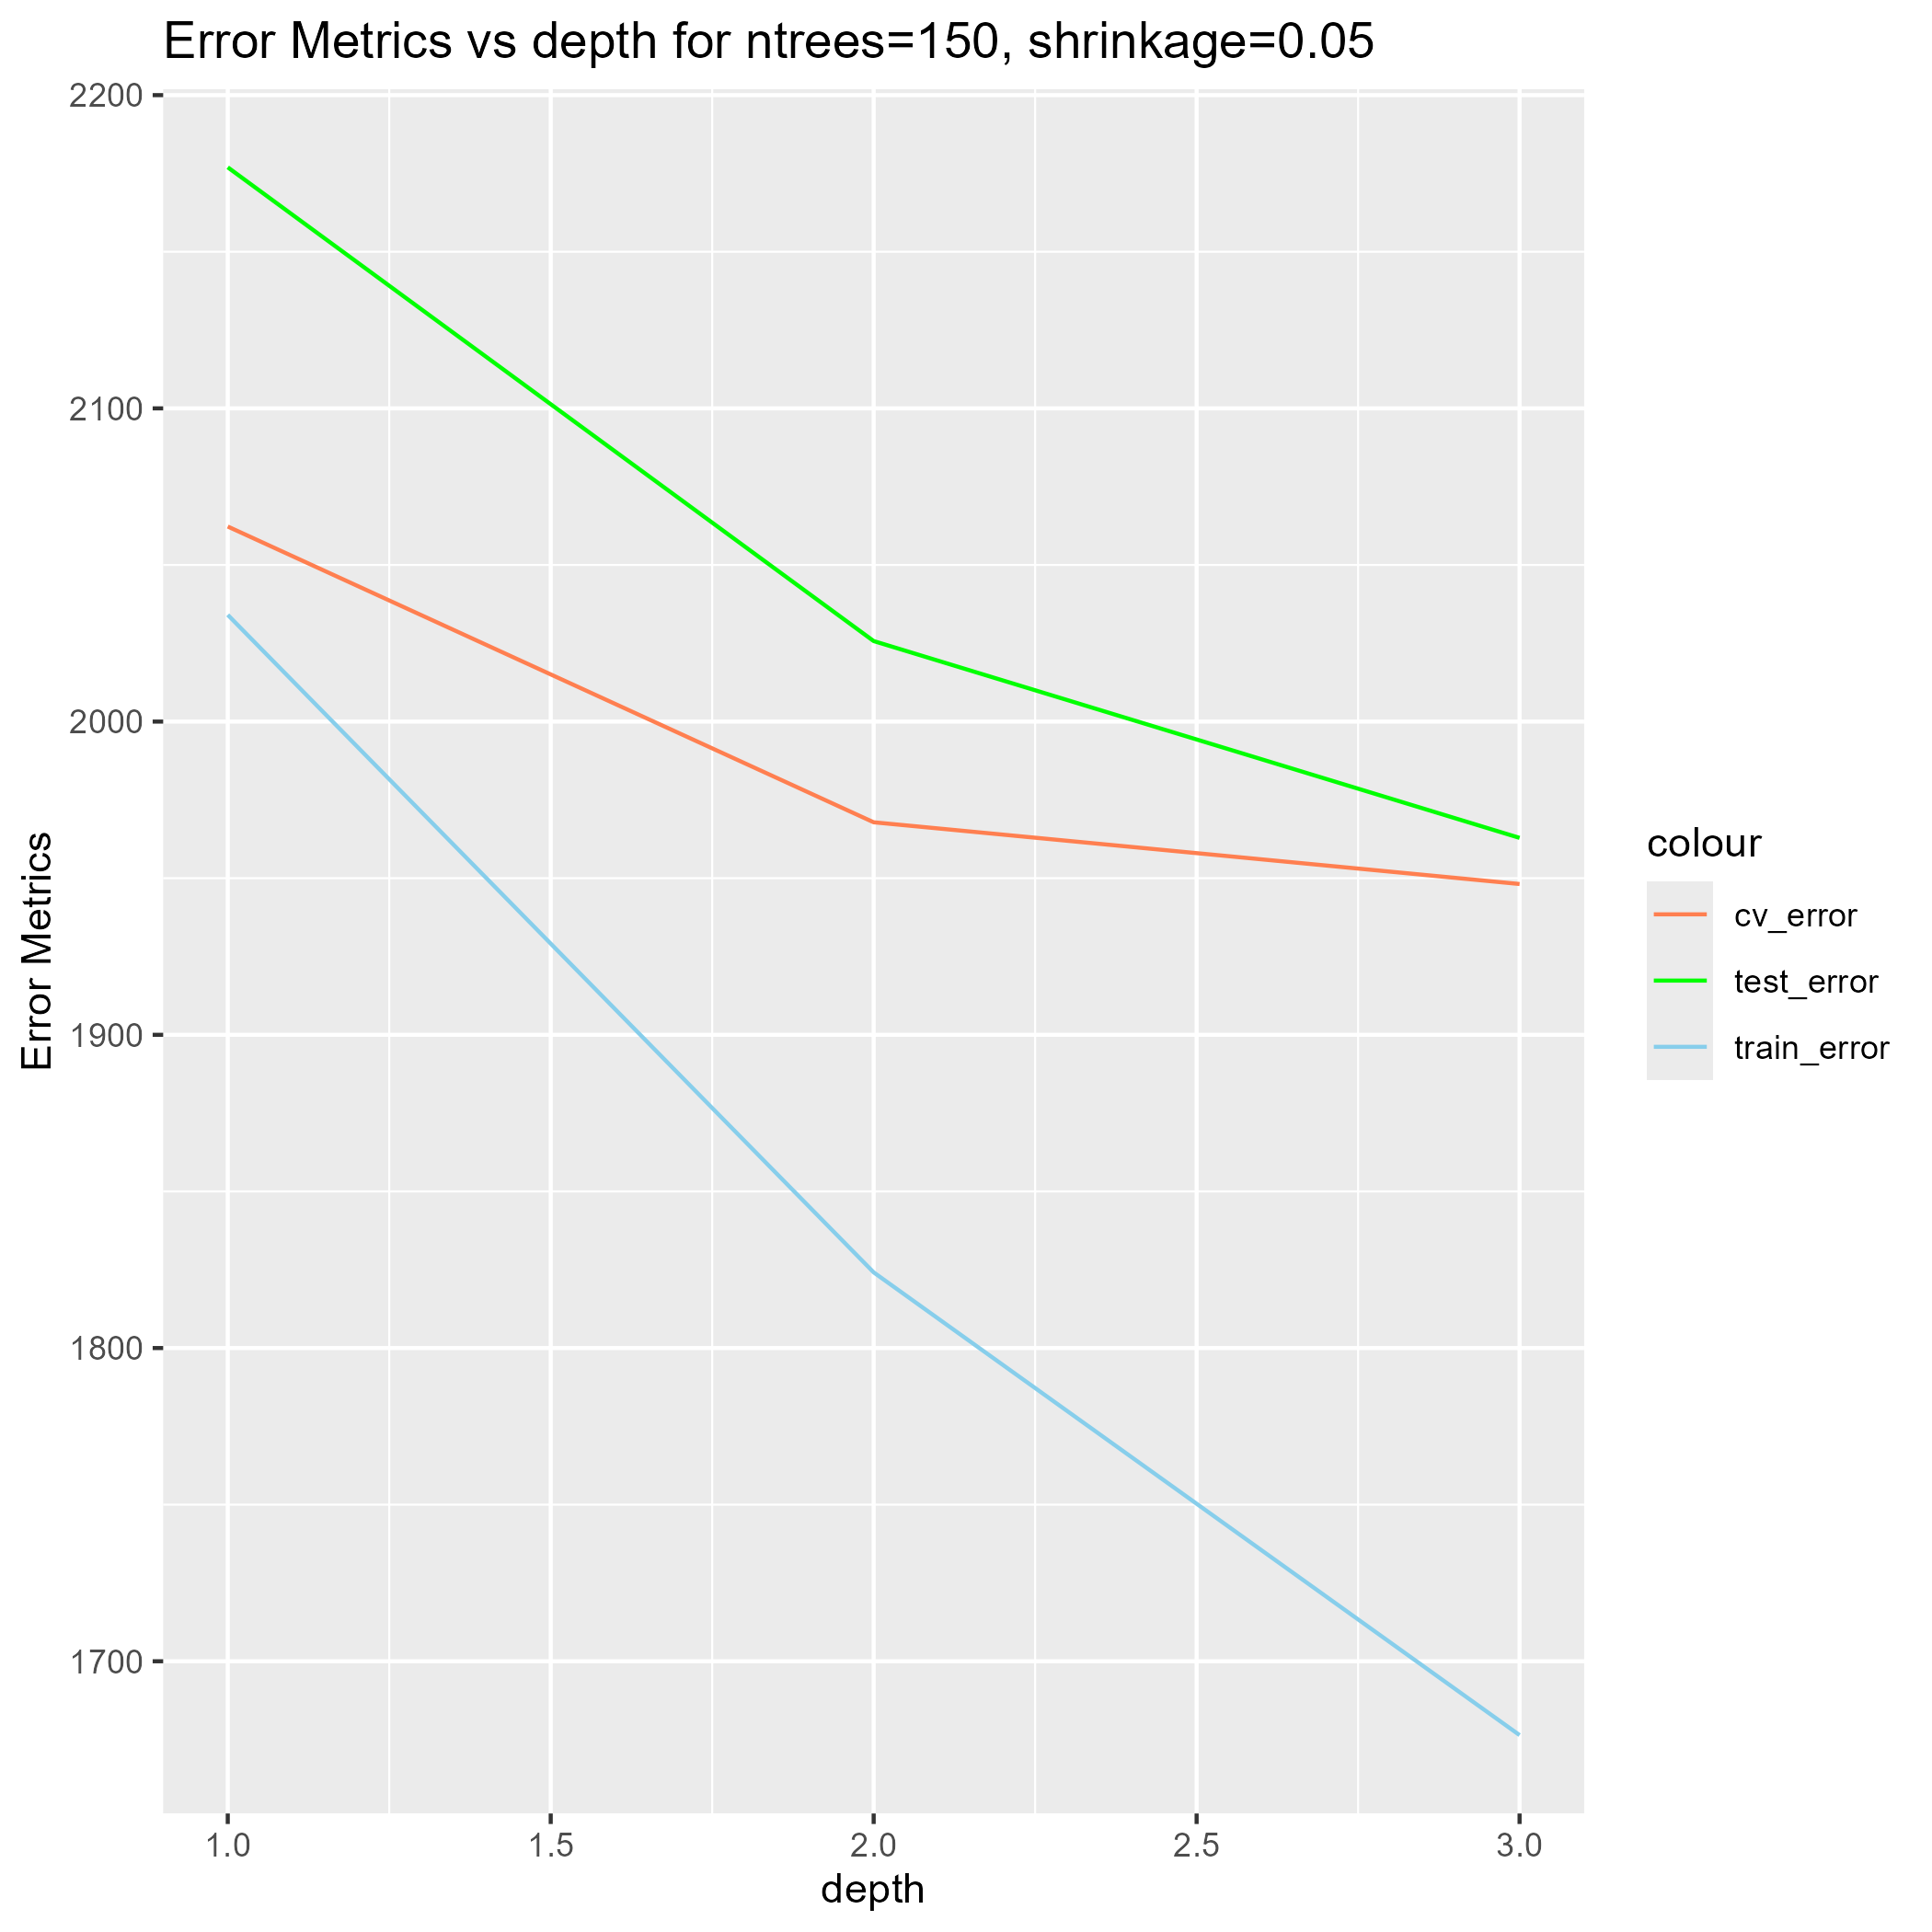 Error Metrics vs depth for ntrees=150, shrinkage=0.05
2200
2100
2000
1900
1800
1700
Error Metrics
1.0 1.5 2.0 2.5 3.0
depth
colour
cv_error
test_error
train_error